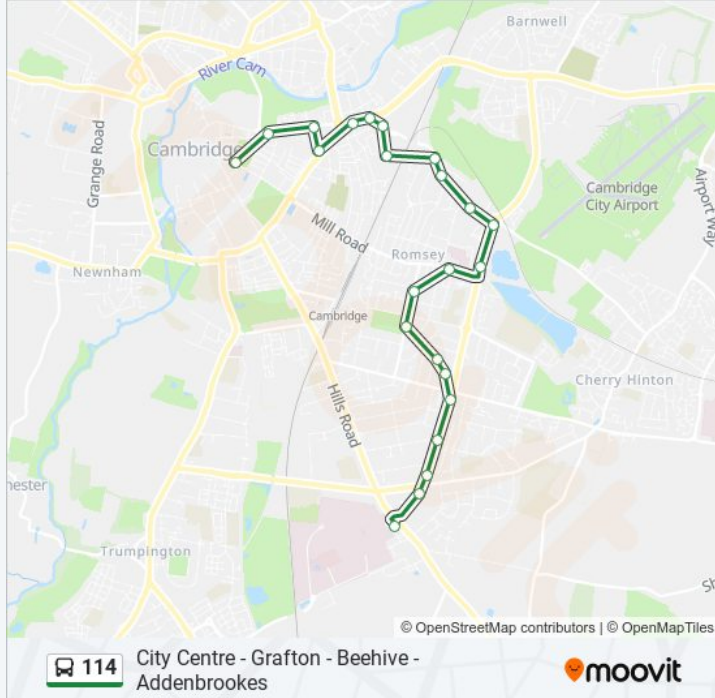 Barnwell
River Cam
Grange Road
Cambridge
Cambridge
City Airport
Airport Way
Mill Road
Romsey
Newnham
Cambridge
Cherry Hinton
Hills Road
Trumpington
© OpenStreetMap contributors | © OpenMapTiles
114
City Centre - Grafton - Beehive -
Addenbrookes
moovit